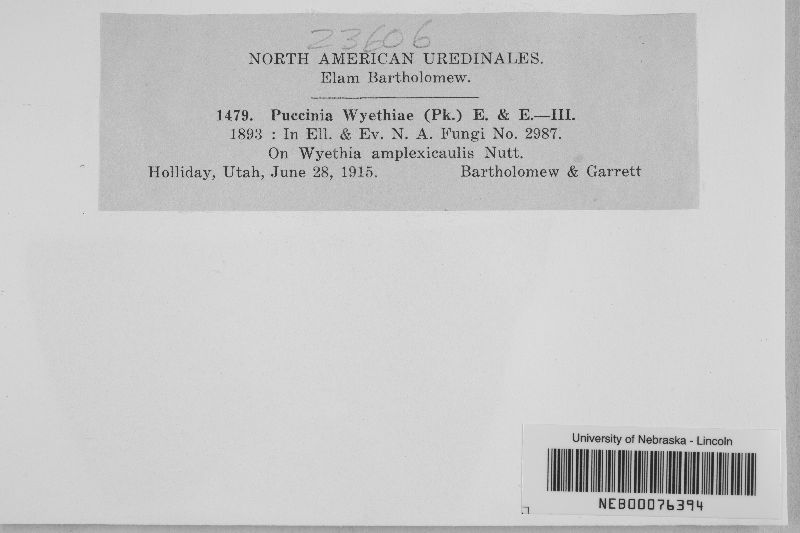 23606
NORTH AMERICAN UREDINALES.
Elam Bartholomew.
1479. Puccinia Wyethiae (Pk.) E. & E.—III.
1893 : In Ell. & Ev. N. A. Fungi No. 2987.
On Wyethia amplexicaulis Nutt.
Holliday, Utah, June 28, 1915. Bartholomew & Garrett
University of Nebraska - Lincoln
NEB00076394